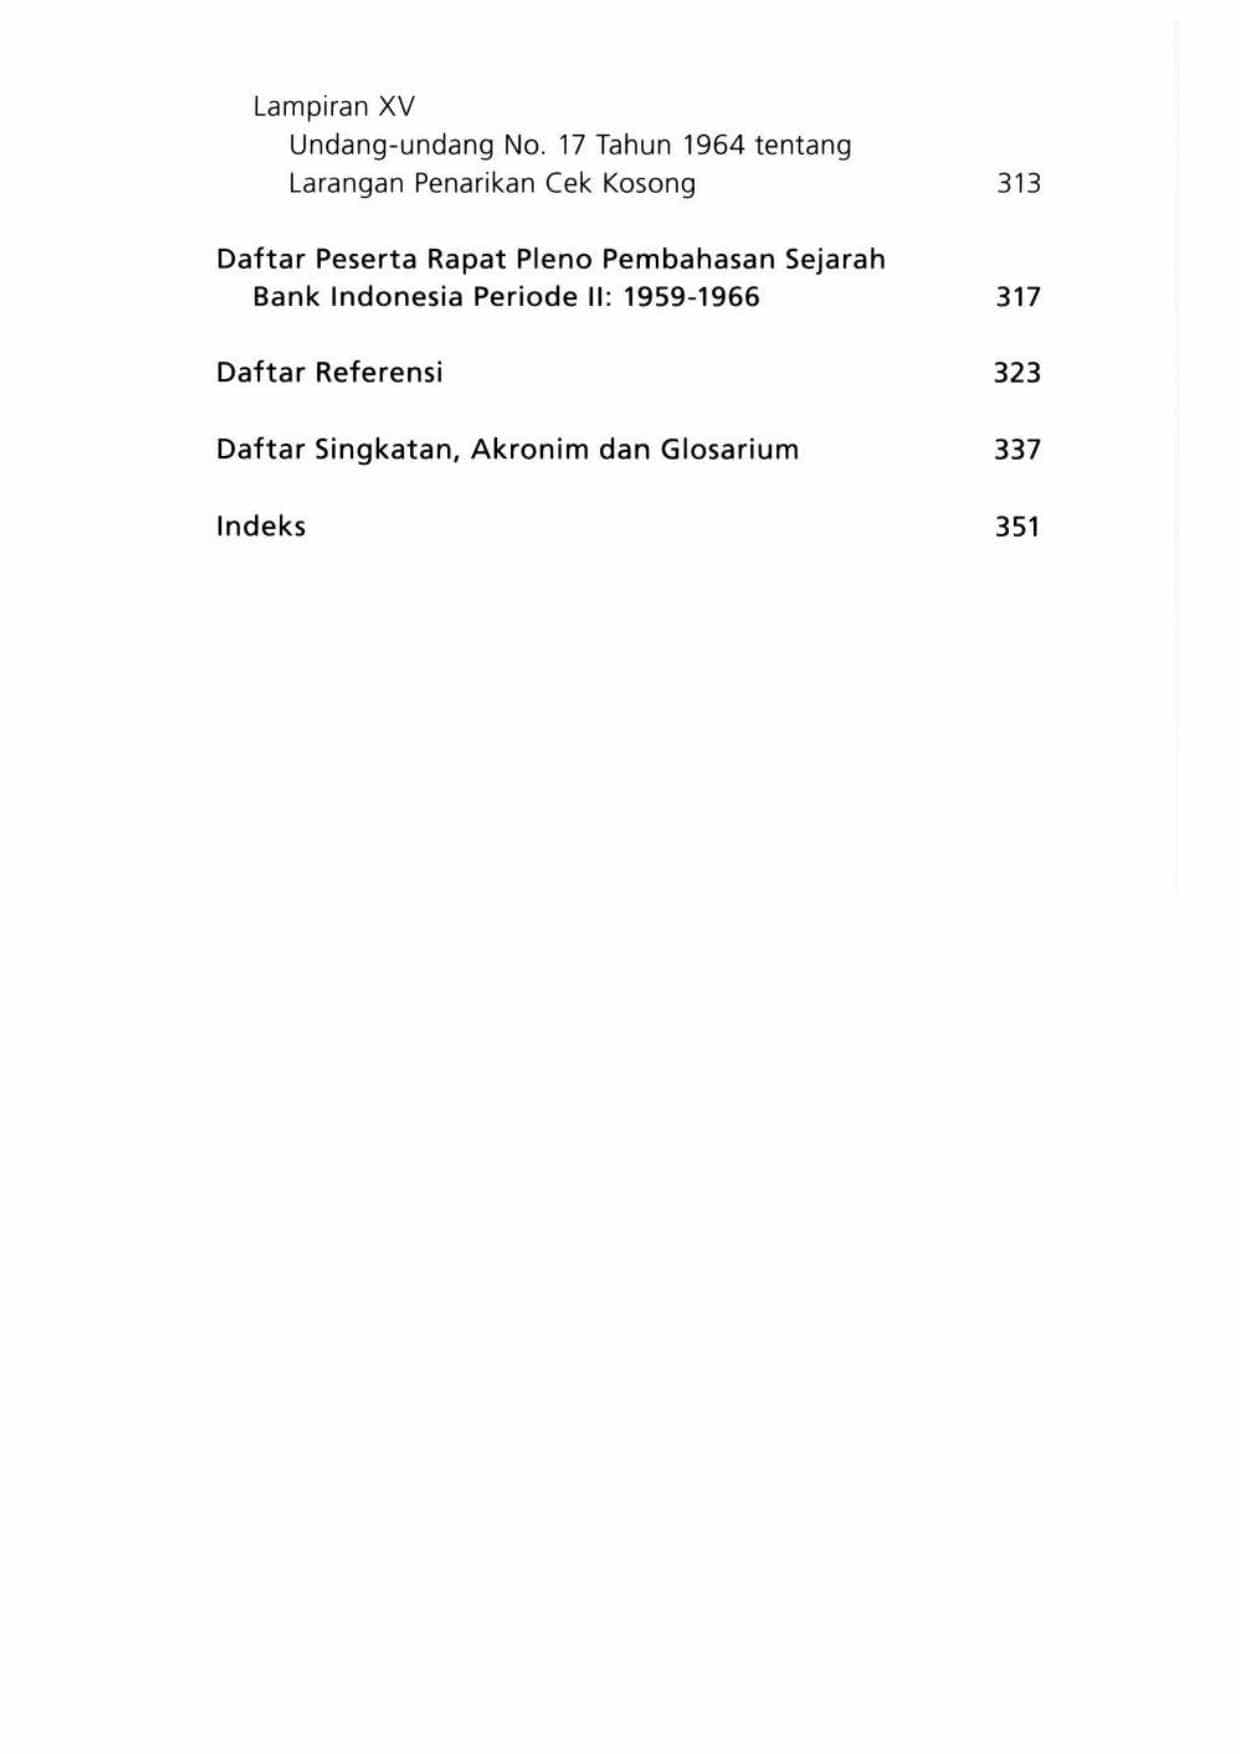 Lampiran XV
Undang-undang No. 17 Tahun 1964 tentang
Larangan Penarikan Cek Kosong 313
Daftar Peserta Rapat Pleno Pembahasan Sejarah
Bank Indonesia Periode II: 1959-1966 317
Daftar Referensi 323
Daftar Singkatan, Akronim dan Glosarium 337
Indeks 351